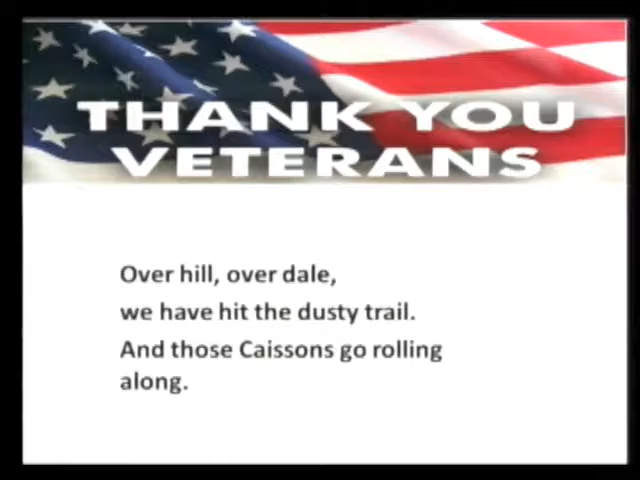 THANK YOU
VETERANS
Over hill, over dale,
we have hit the dusty trail.
And those Caissons go rolling
along.